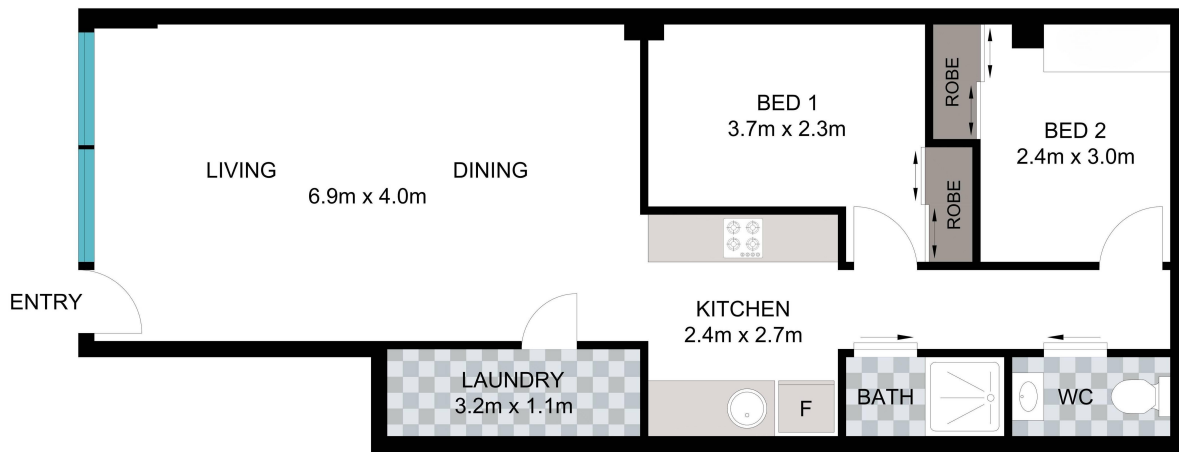 ENTRY
LIVING
DINING
6.9m x 4.0m
BED 1
3.7m x 2.3m
ROBE
ROBE
BED 2
2.4m x 3.0m
KITCHEN
2.4m x 2.7m
F
LAUNDRY
3.2m x 1.1m
BATH
WC